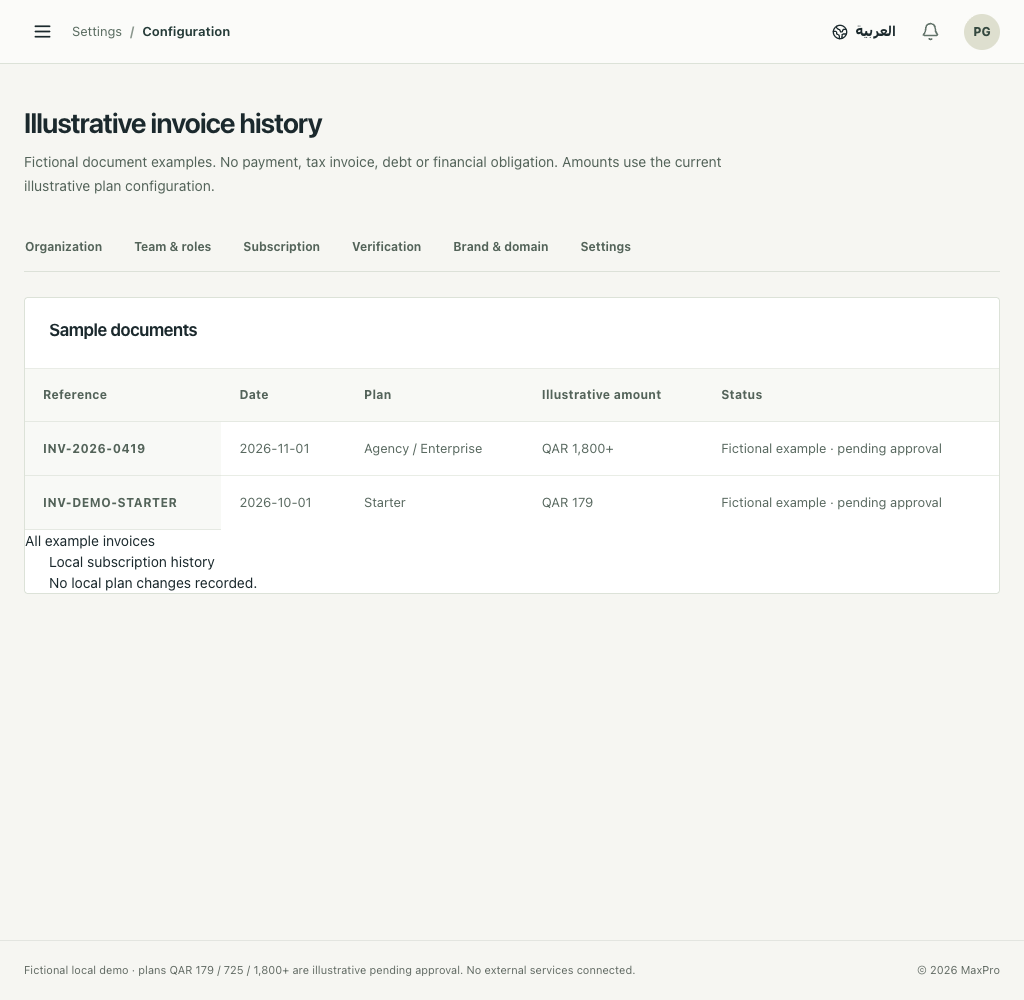 Settings / Configuration
العربية
PG
Illustrative invoice history
Fictional document examples. No payment, tax invoice, debt or financial obligation. Amounts use the current
illustrative plan configuration.
Organization Team & roles Subscription Verification Brand & domain Settings
Sample documents
Reference Date Plan Illustrative amount Status
INV-2026-0419 2026-11-01 Agency / Enterprise QAR 1,800+ Fictional example · pending approval
INV-DEMO-STARTER 2026-10-01 Starter QAR 179 Fictional example · pending approval
All example invoices
Local subscription history
No local plan changes recorded.
Fictional local demo · plans QAR 179 / 725 / 1,800+ are illustrative pending approval. No external services connected.
© 2026 MaxPro